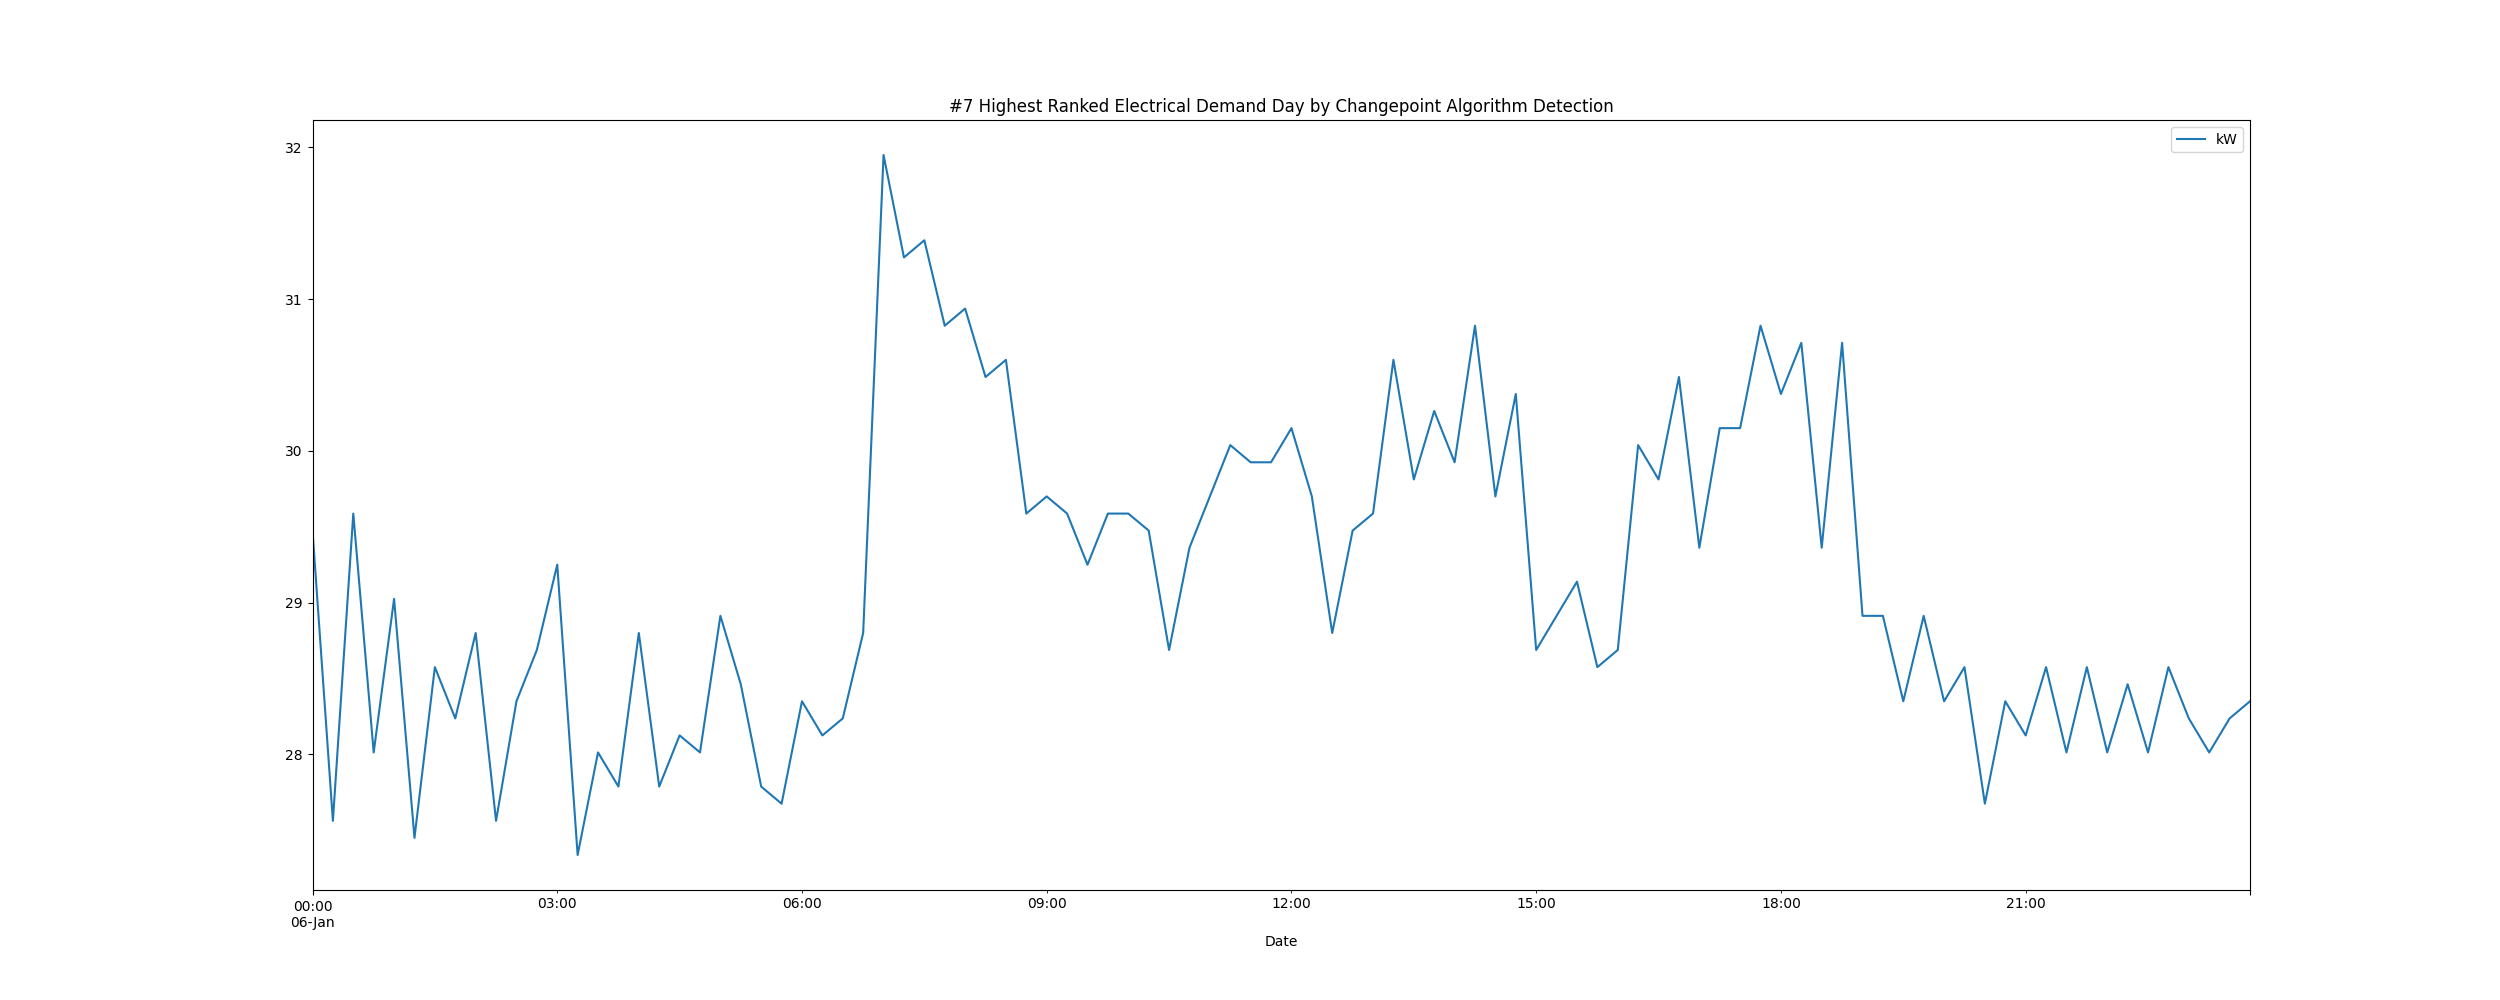 #7 Highest Ranked Electrical Demand Day by Changepoint Algorithm Detection
kW
32
31
30
29
28
00:00 03:00 06:00 09:00 12:00 15:00 18:00 21:00
06-Jan
Date